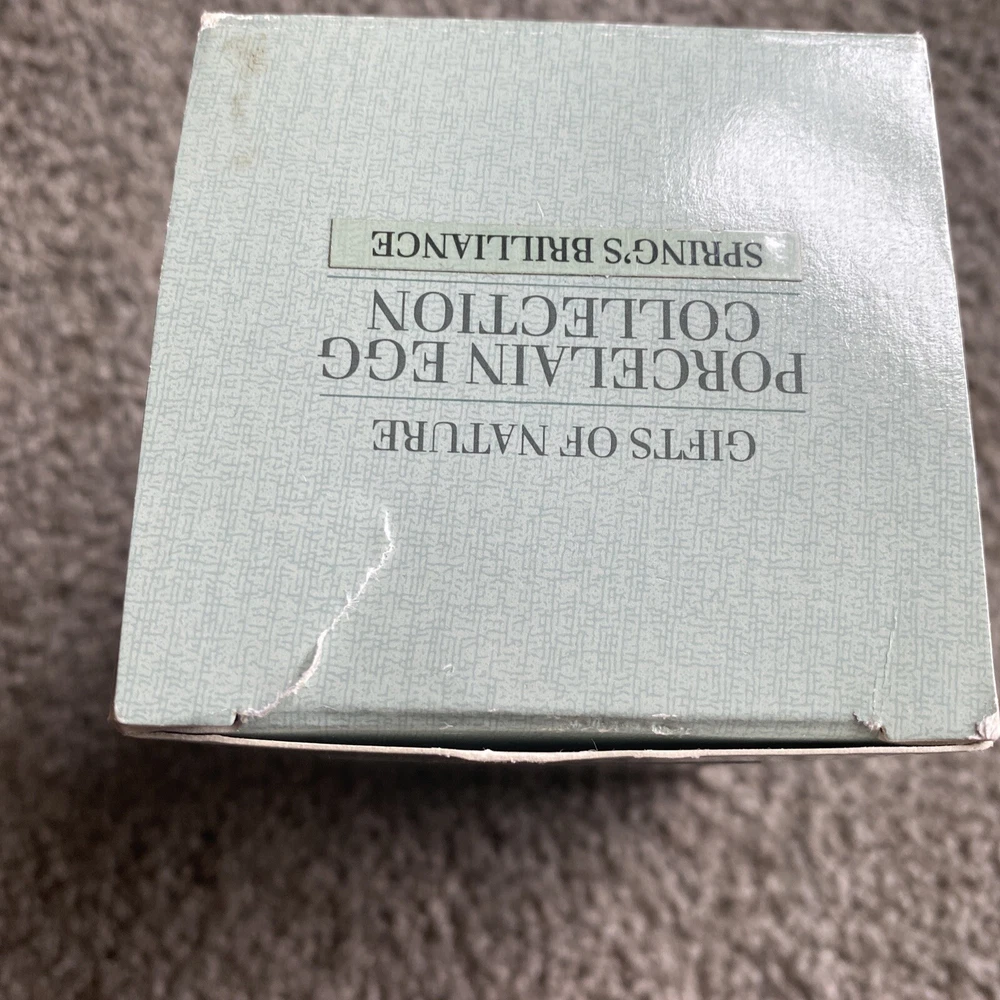 GIFTS OF NATURE
PORCELAIN EGG
COLLECTION
SPRING'S BRILLIANCE